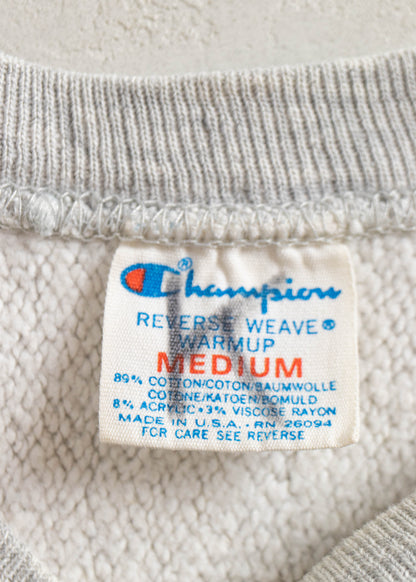 Champion®
REVERSE WEAVE®
WARMUP
MEDIUM
89% COTTON/COTON/BAUMWOLLE
COTONE/KATOEN/BOMULD
8% ACRYLIC•3% VISCOSE RAYON
MADE IN U.S.A. • RN 26094
FOR CARE SEE REVERSE